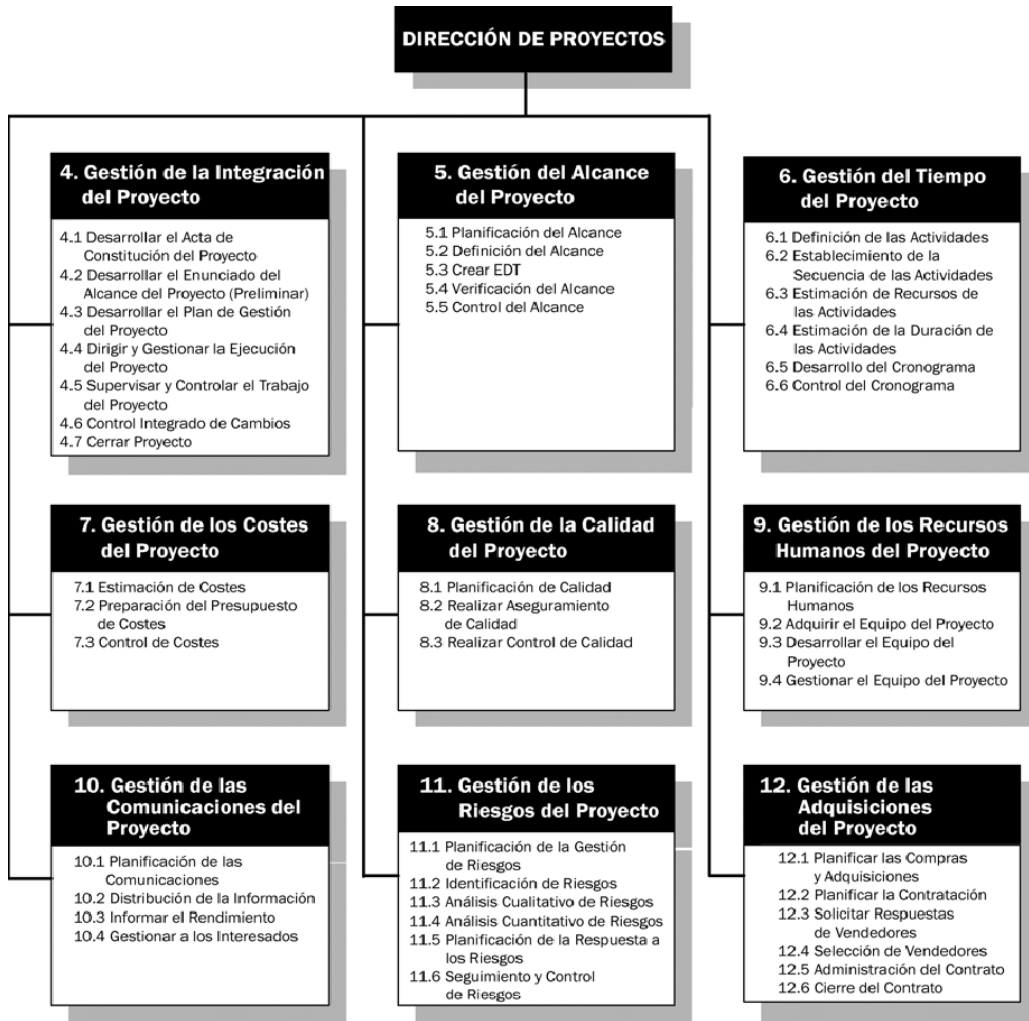 DIRECCIÓN DE PROYECTOS
4. Gestión de la Integración
del Proyecto
4.1 Desarrollar el Acta de
Constitución del Proyecto
4.2 Desarrollar el Enunciado del
Alcance del Proyecto (Preliminar)
4.3 Desarrollar el Plan de Gestión
del Proyecto
4.4 Dirigir y Gestionar la Ejecución
del Proyecto
4.5 Supervisar y Controlar el Trabajo
del Proyecto
4.6 Control Integrado de Cambios
4.7 Cerrar Proyecto
5. Gestión del Alcance
del Proyecto
5.1 Planificación del Alcance
5.2 Definición del Alcance
5.3 Crear EDT
5.4 Verificación del Alcance
5.5 Control del Alcance
6. Gestión del Tiempo
del Proyecto
6.1 Definición de las Actividades
6.2 Establecimiento de la
Secuencia de las Actividades
6.3 Estimación de Recursos de
las Actividades
6.4 Estimación de la Duración de
las Actividades
6.5 Desarrollo del Cronograma
6.6 Control del Cronograma
7. Gestión de los Costes
del Proyecto
7.1 Estimación de Costes
7.2 Preparación del Presupuesto
de Costes
7.3 Control de Costes
8. Gestión de la Calidad
del Proyecto
8.1 Planificación de Calidad
8.2 Realizar Aseguramiento
de Calidad
8.3 Realizar Control de Calidad
9. Gestión de los Recursos
Humanos del Proyecto
9.1 Planificación de los Recursos
Humanos
9.2 Adquirir el Equipo del Proyecto
9.3 Desarrollar el Equipo del
Proyecto
9.4 Gestionar el Equipo del Proyecto
10. Gestión de las
Comunicaciones del
Proyecto
10.1 Planificación de las
Comunicaciones
10.2 Distribución de la Información
10.3 Informar el Rendimiento
10.4 Gestionar a los Interesados
11. Gestión de los
Riesgos del Proyecto
11.1 Planificación de la Gestión
de Riesgos
11.2 Identificación de Riesgos
11.3 Análisis Cualitativo de Riesgos
11.4 Análisis Cuantitativo de Riesgos
11.5 Planificación de la Respuesta a
los Riesgos
11.6 Seguimiento y Control
de Riesgos
12. Gestión de las
Adquisiciones
del Proyecto
12.1 Planificar las Compras
y Adquisiciones
12.2 Planificar la Contratación
12.3 Solicitar Respuestas
de Vendedores
12.4 Selección de Vendedores
12.5 Administración del Contrato
12.6 Cierre del Contrato